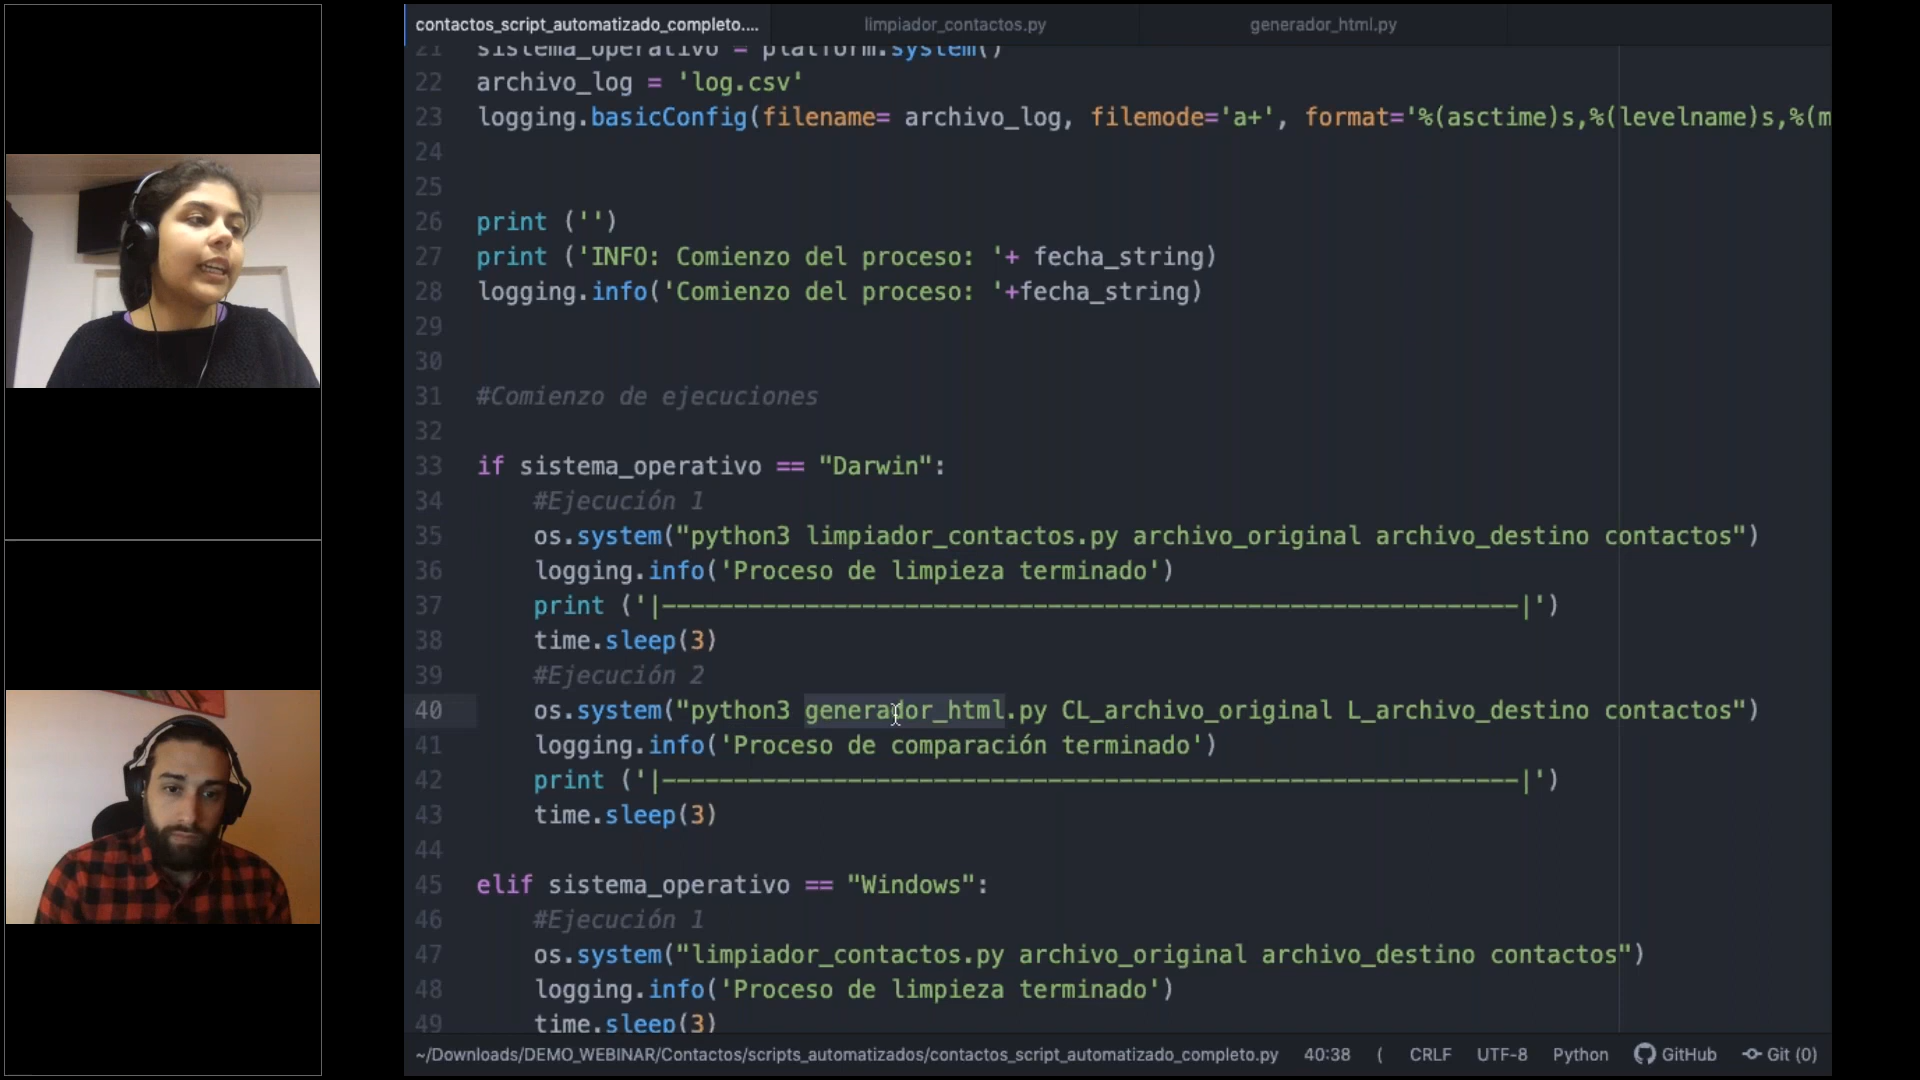 contactos_script_automatizado_completo....
limpiador_contactos.py
generador_html.py
21 sistema_operativo = platform.system()
22 archivo_log = 'log.csv'
23 logging.basicConfig(filename= archivo_log, filemode='a+', format='%(asctime)s,%(levelname)s,%(m
24
25
26 print ('')
27 print ('INFO: Comienzo del proceso: '+ fecha_string)
28 logging.info('Comienzo del proceso: '+fecha_string)
29
30
31 #Comienzo de ejecuciones
32
33 if sistema_operativo == "Darwin":
34 #Ejecución 1
35 os.system("python3 limpiador_contactos.py archivo_original archivo_destino contactos")
36 logging.info('Proceso de limpieza terminado')
37 print ('|------------------------------------------------------------|')
38 time.sleep(3)
39 #Ejecución 2
40 os.system("python3 generador_html.py CL_archivo_original L_archivo_destino contactos")
41 logging.info('Proceso de comparación terminado')
42 print ('|------------------------------------------------------------|')
43 time.sleep(3)
44
45 elif sistema_operativo == "Windows":
46 #Ejecución 1
47 os.system("limpiador_contactos.py archivo_original archivo_destino contactos")
48 logging.info('Proceso de limpieza terminado')
49 time.sleep(3)
~/Downloads/DEMO_WEBINAR/Contactos/scripts_automatizados/contactos_script_automatizado_completo.py 40:38 ( CRLF UTF-8 Python GitHub Git (0)